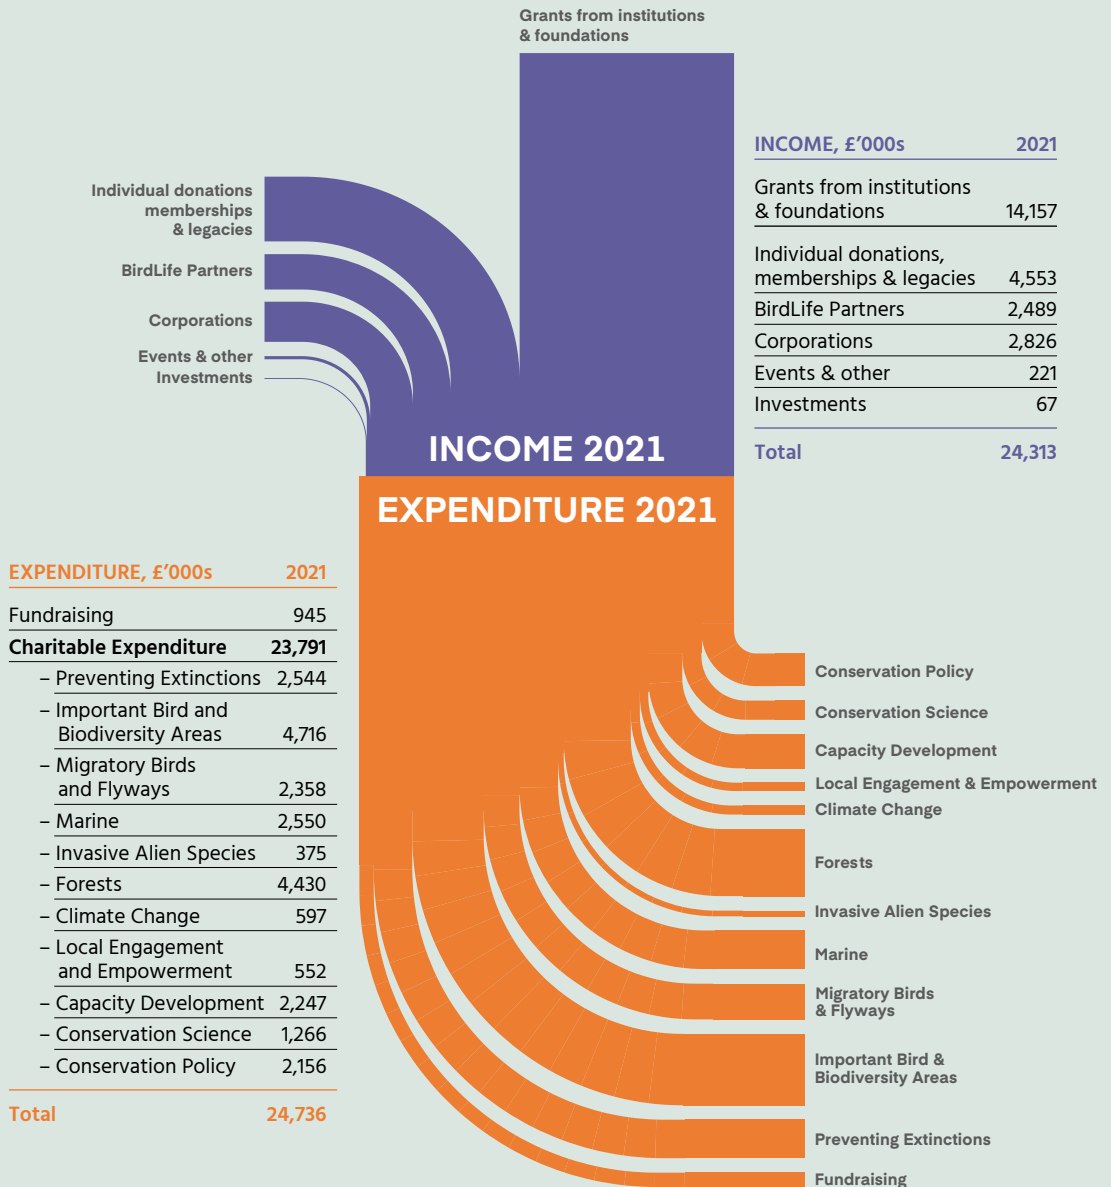 Grants from institutions
& foundations
Individual donations
memberships
& legacies
BirdLife Partners
Corporations
Events & other
Investments
INCOME, £’000s 2021
Grants from institutions
& foundations 14,157
Individual donations,
memberships & legacies 4,553
BirdLife Partners 2,489
Corporations 2,826
Events & other 221
Investments 67
Total 24,313
INCOME 2021
EXPENDITURE 2021
EXPENDITURE, £’000s 2021
Fundraising 945
Charitable Expenditure 23,791
– Preventing Extinctions 2,544
– Important Bird and
Biodiversity Areas 4,716
– Migratory Birds
and Flyways 2,358
– Marine 2,550
– Invasive Alien Species 375
– Forests 4,430
– Climate Change 597
– Local Engagement
and Empowerment 552
– Capacity Development 2,247
– Conservation Science 1,266
– Conservation Policy 2,156
Total 24,736
Conservation Policy
Conservation Science
Capacity Development
Local Engagement & Empowerment
Climate Change
Forests
Invasive Alien Species
Marine
Migratory Birds
& Flyways
Important Bird &
Biodiversity Areas
Preventing Extinctions
Fundraising